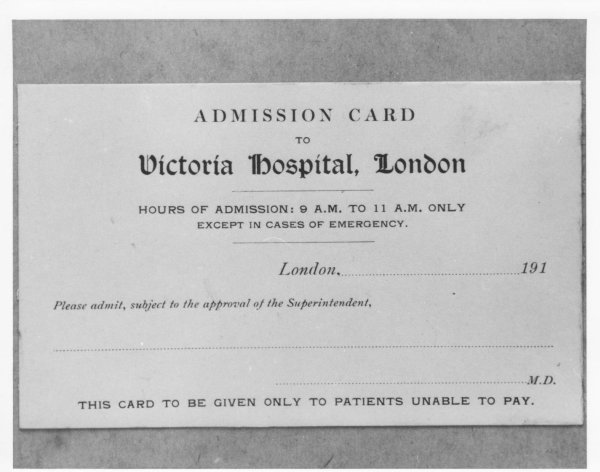 ADMISSION CARD
TO
Victoria Hospital, London
HOURS OF ADMISSION: 9 A.M. TO 11 A.M. ONLY
EXCEPT IN CASES OF EMERGENCY.
London, 191
Please admit, subject to the approval of the Superintendent,
M.D.
THIS CARD TO BE GIVEN ONLY TO PATIENTS UNABLE TO PAY.